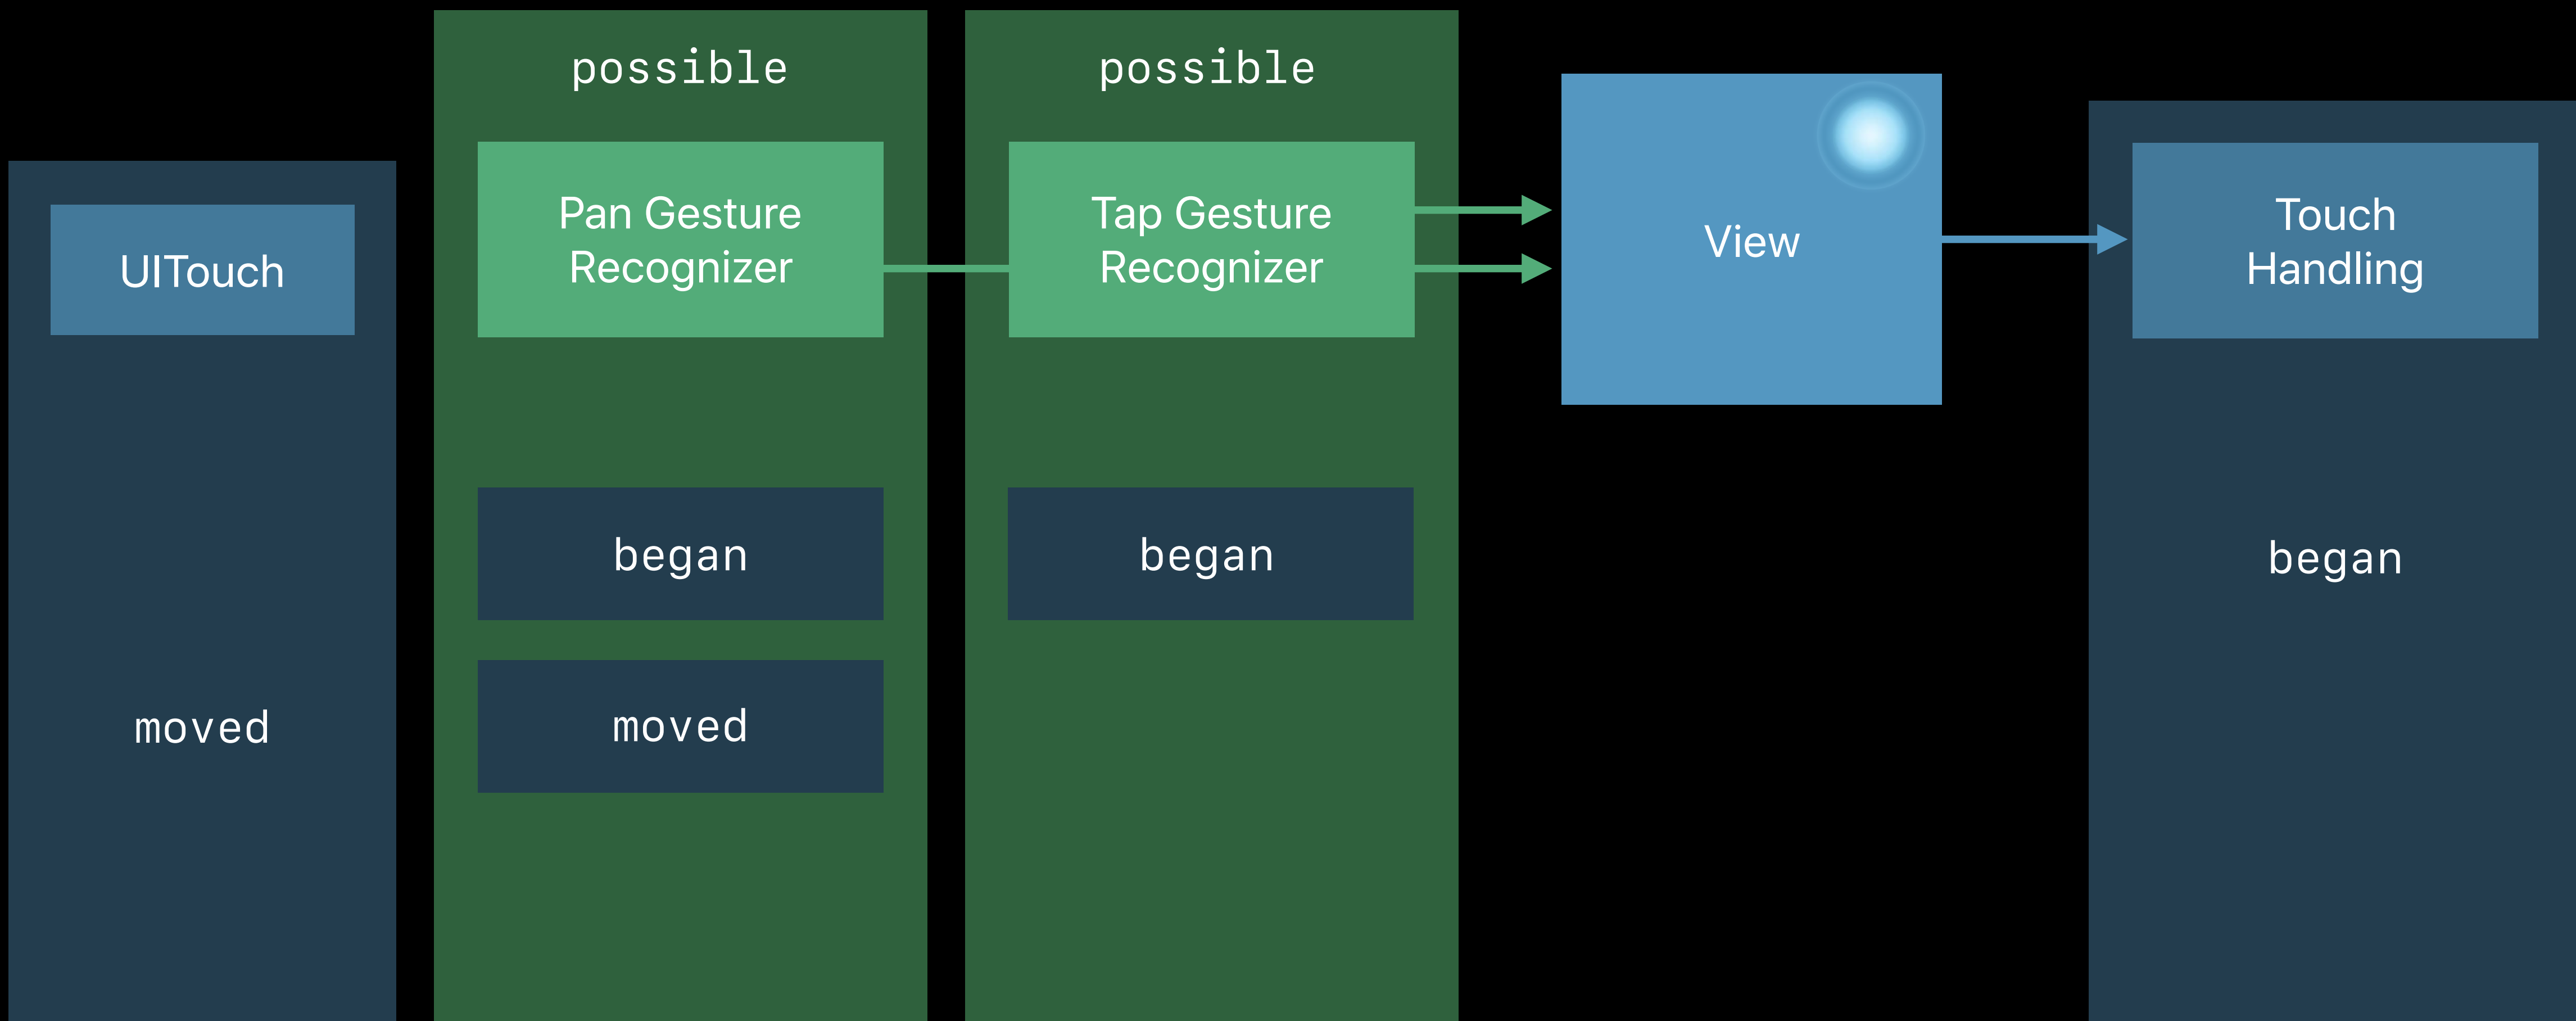 possible
possible
UITouch
Pan Gesture
Recognizer
Tap Gesture
Recognizer
View
Touch
Handling
began
began
began
moved
moved